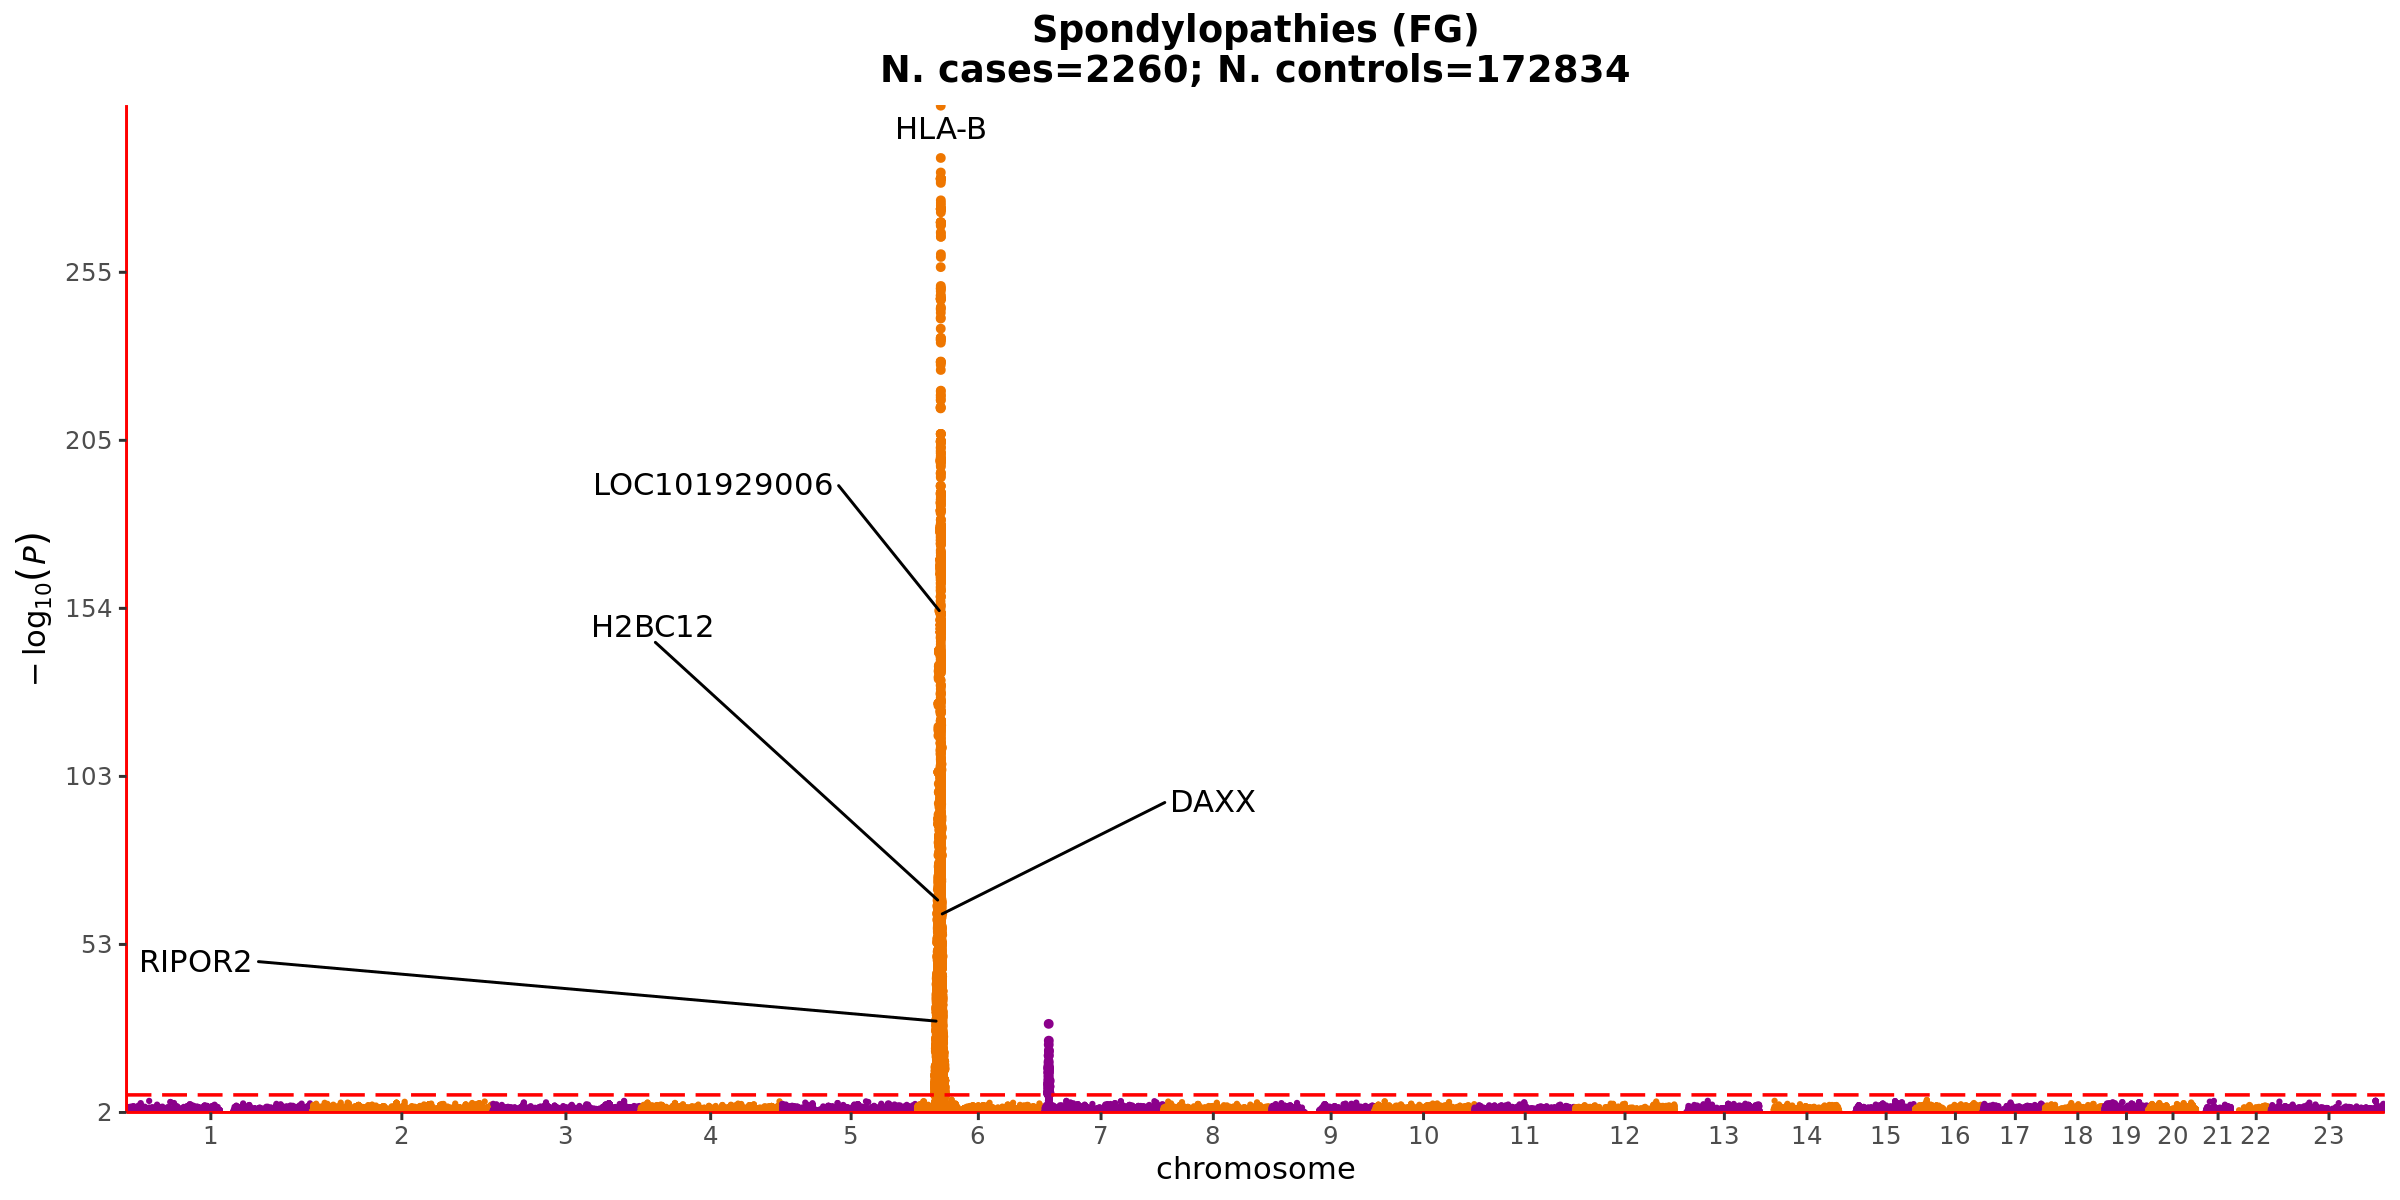 Spondylopathies (FG)
N. cases=2260; N. controls=172834
HLA-B
255
205
LOC101929006
154
H2BC12
103
DAXX
53
RIPOR2
2
−log10(P)
1 2 3 4 5 6 7 8 9 10 11 12 13 14 15 16 17 18 19 20 21 22 23
chromosome